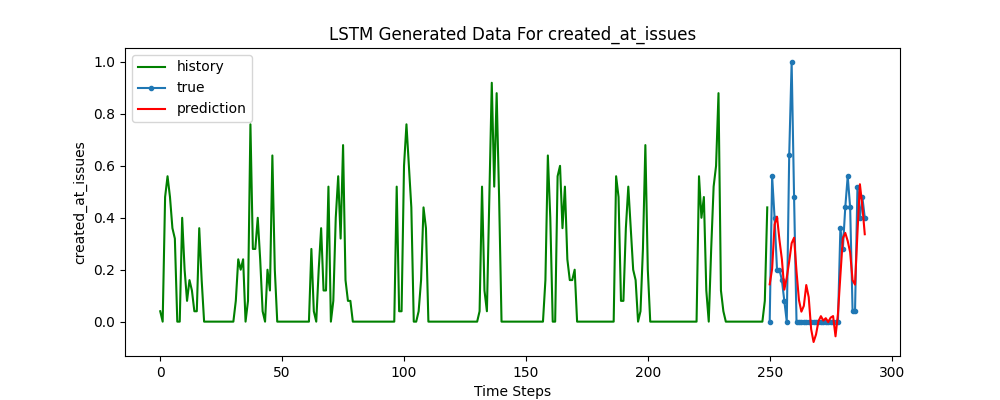 LSTM Generated Data For created_at_issues
history
true
prediction
created_at_issues
1.0
0.8
0.6
0.4
0.2
0.0
0 50 100 150 200 250 300
Time Steps